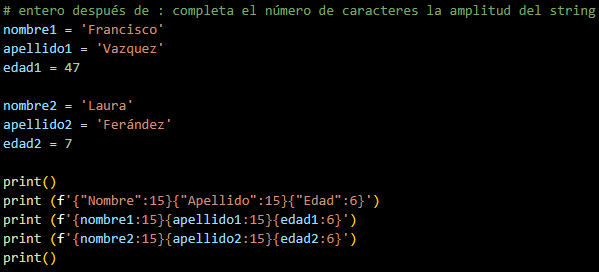 # entero después de : completa el número de caracteres la amplitud del string
nombre1 = 'Francisco'
apellido1 = 'Vazquez'
edad1 = 47
nombre2 = 'Laura'
apellido2 = 'Ferández'
edad2 = 7
print()
print (f'{"Nombre":15}{"Apellido":15}{"Edad":6}')
print (f'{nombre1:15}{apellido1:15}{edad1:6}')
print (f'{nombre2:15}{apellido2:15}{edad2:6}')
print()